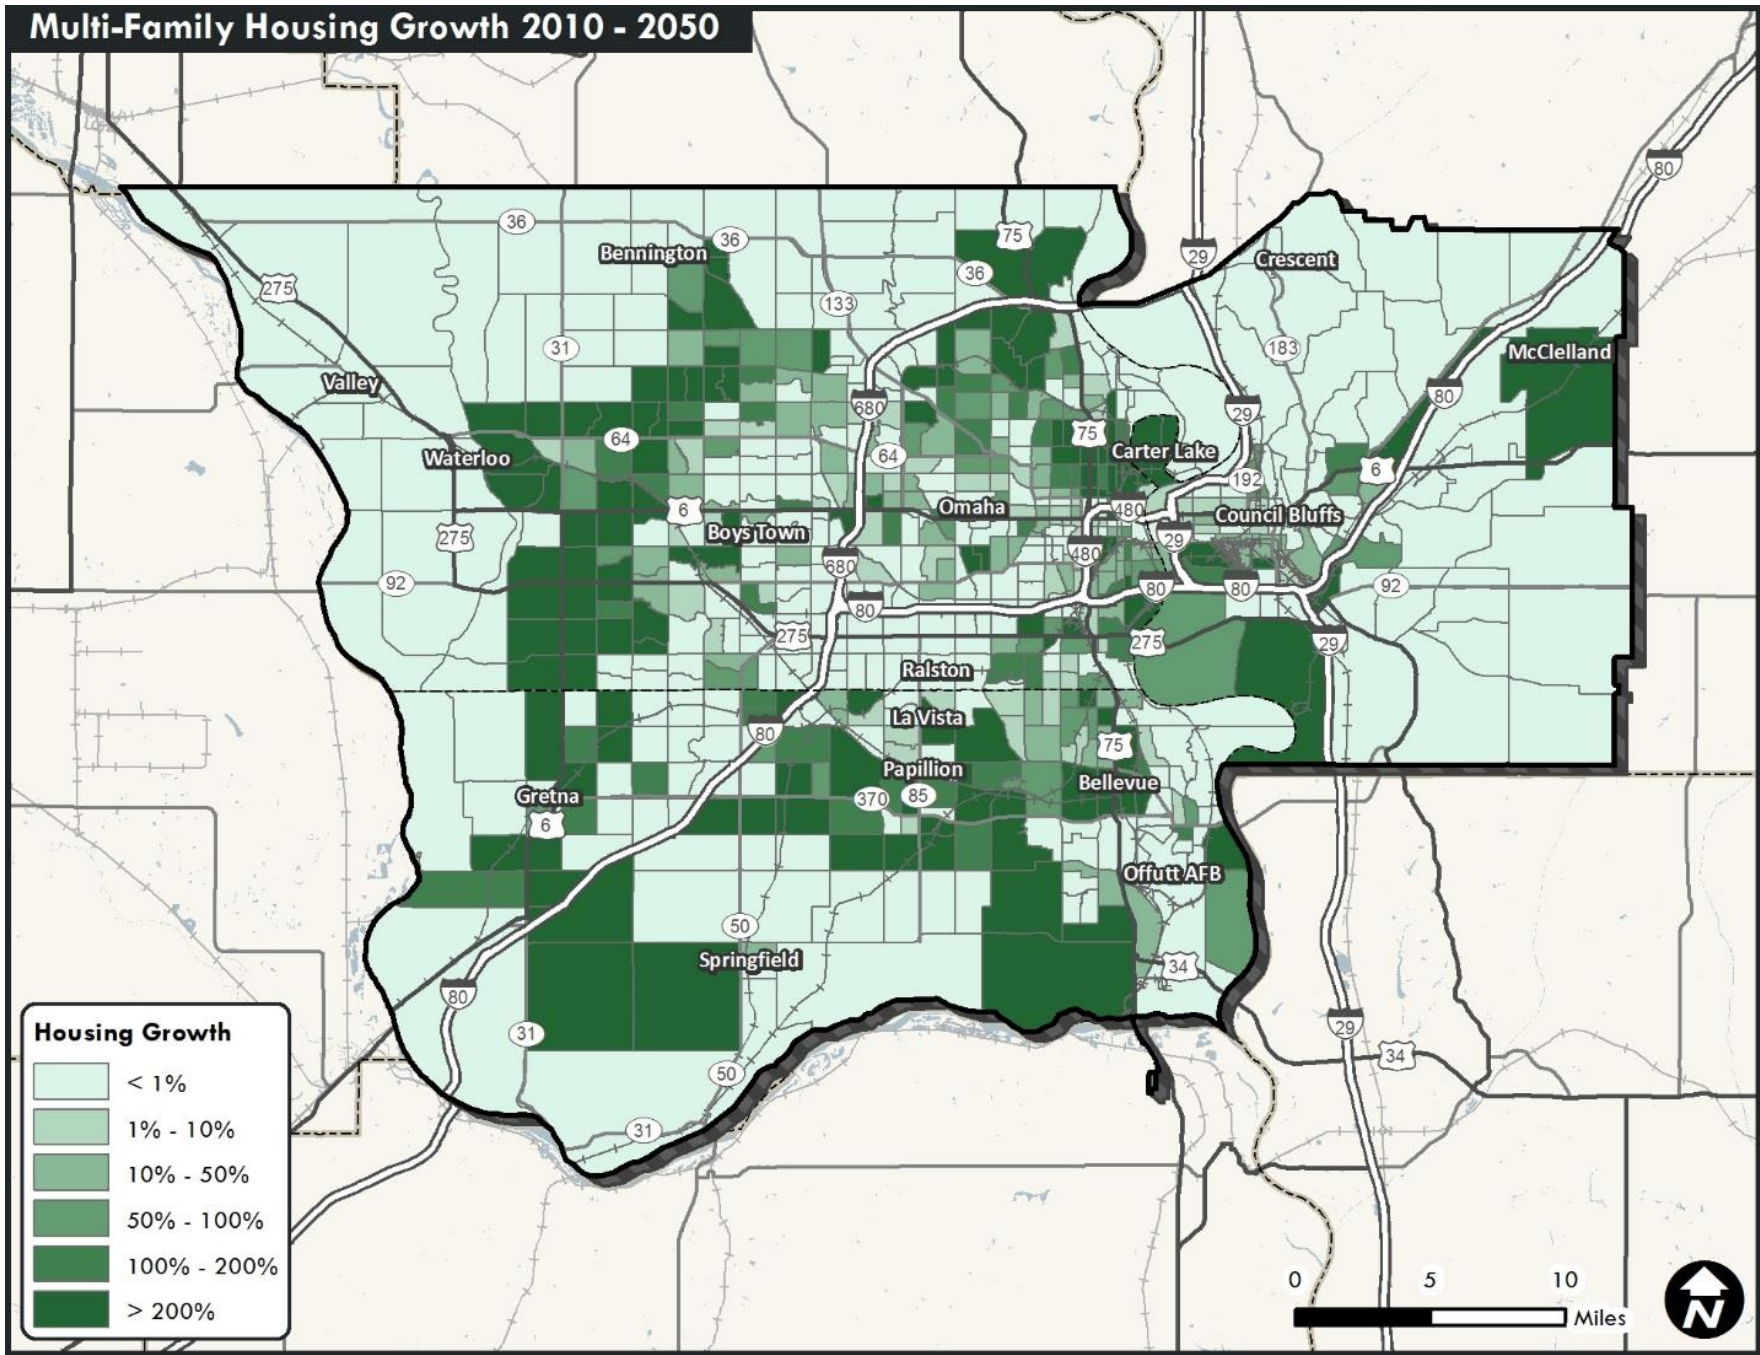 Multi-Family Housing Growth 2010 - 2050
80
36
Bennington
36
75
29
Crescent
36
275
133
31
183
McClelland
Valley
80
680
29
64
75
Waterloo
64
Carter Lake
6
192
6
Boys Town
Omaha
480
Council Bluffs
275
29
480
680
92
80
80
80
92
275
275
29
Ralston
La Vista
80
75
Papillion
Bellevue
Gretna
370
85
6
Offutt AFB
50
Springfield
34
80
31
29
34
50
31
Housing Growth
< 1%
1% - 10%
10% - 50%
50% - 100%
100% - 200%
> 200%
0 5 10
Miles
N